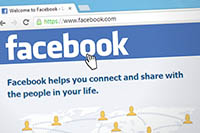 Welcome to Facebook - L
https://www.facebook.com
facebook
Facebook helps you connect and share with
the people in your life.